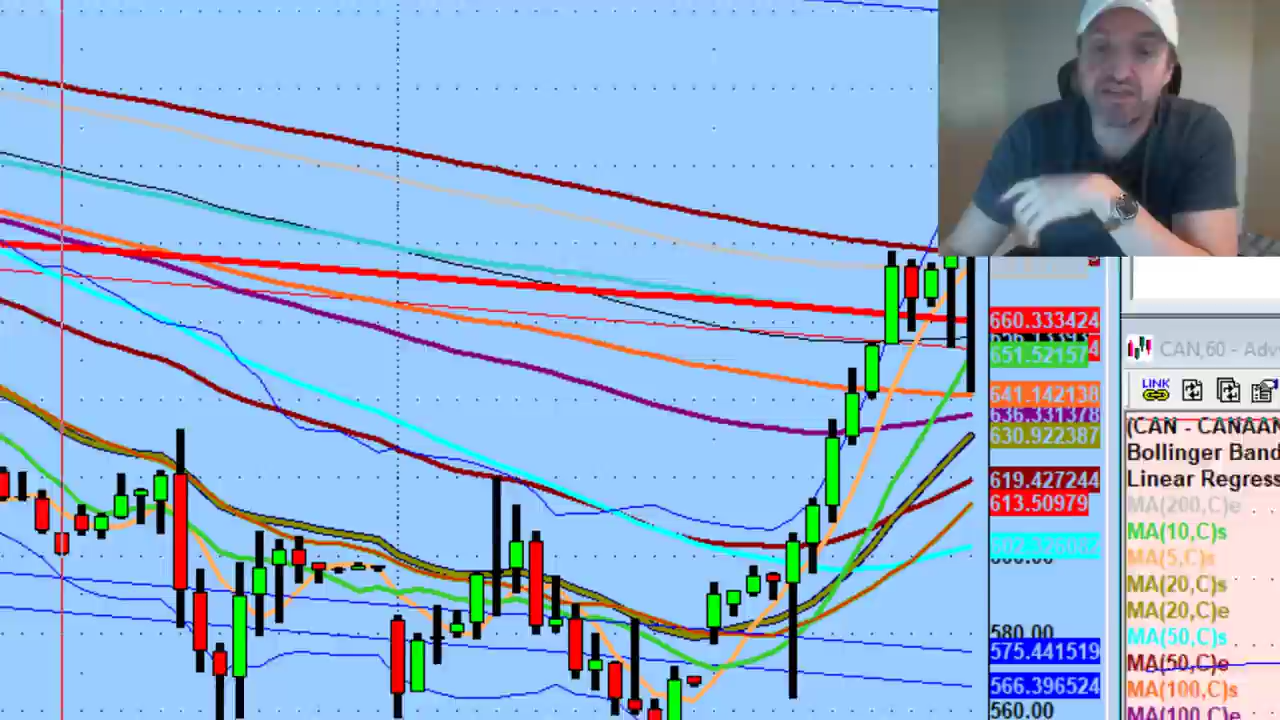 660.333424
651.52157
641.142138
636.331378
630.922387
619.427244
613.50979
602.326082
580.00
575.441519
566.396524
560.00
CAN,60 - Adv
LINK
(CAN - CANAAN
Bollinger Band
Linear Regress
MA(200,C)e
MA(10,C)s
MA(5,C)s
MA(20,C)s
MA(20,C)e
MA(50,C)s
MA(50,C)e
MA(100,C)s
MA(100,C)e